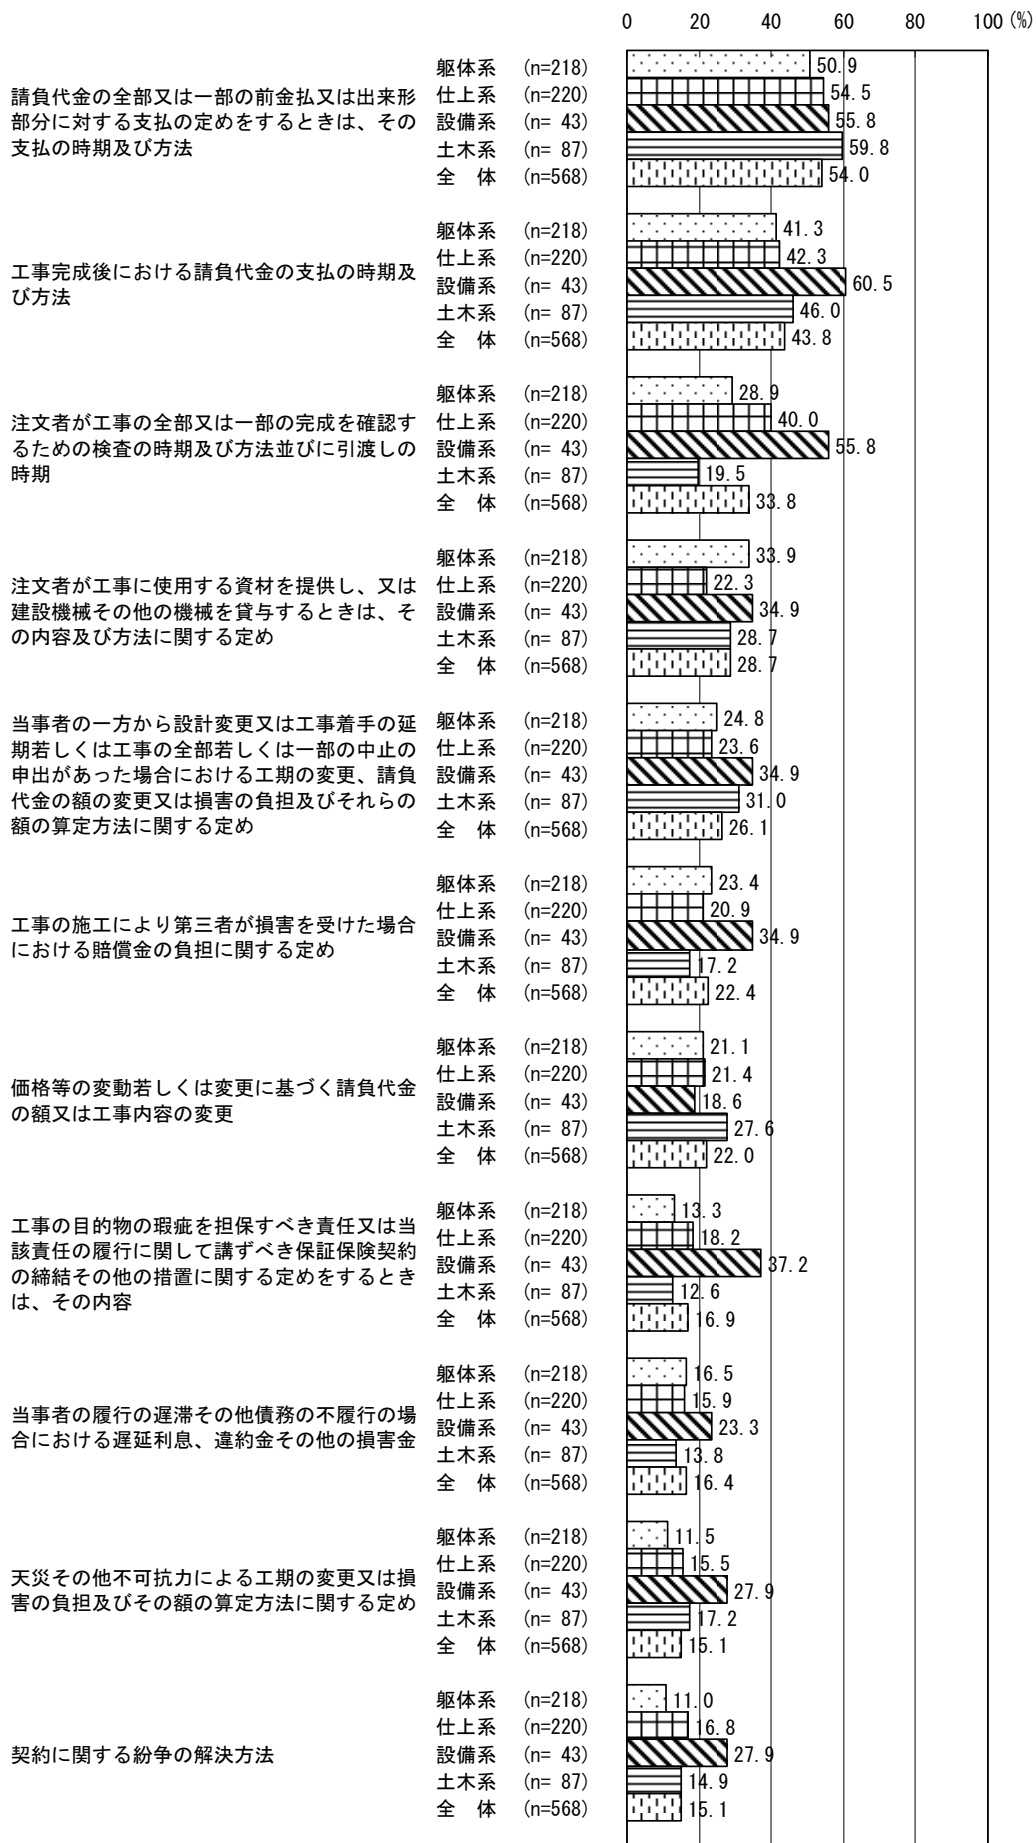 0 20 40 60 80 100 (%)
請負代金の全部又は一部の前金払又は出来形
部分に対する支払の定めをするときは、その
支払の時期及び方法
躯体系 (n=218) 50.9
仕上系 (n=220) 54.5
設備系 (n= 43) 55.8
土木系 (n= 87) 59.8
全 体 (n=568) 54.0
工事完成後における請負代金の支払の時期及
び方法
躯体系 (n=218) 41.3
仕上系 (n=220) 42.3
設備系 (n= 43) 60.5
土木系 (n= 87) 46.0
全 体 (n=568) 43.8
注文者が工事の全部又は一部の完成を確認す
るための検査の時期及び方法並びに引渡しの
時期
躯体系 (n=218) 28.9
仕上系 (n=220) 40.0
設備系 (n= 43) 55.8
土木系 (n= 87) 19.5
全 体 (n=568) 33.8
注文者が工事に使用する資材を提供し、又は
建設機械その他の機械を貸与するときは、そ
の内容及び方法に関する定め
躯体系 (n=218) 33.9
仕上系 (n=220) 22.3
設備系 (n= 43) 34.9
土木系 (n= 87) 28.7
全 体 (n=568) 28.7
当事者の一方から設計変更又は工事着手の延
期若しくは工事の全部若しくは一部の中止の
申出があった場合における工期の変更、請負
代金の額の変更又は損害の負担及びそれらの
額の算定方法に関する定め
躯体系 (n=218) 24.8
仕上系 (n=220) 23.6
設備系 (n= 43) 34.9
土木系 (n= 87) 31.0
全 体 (n=568) 26.1
工事の施工により第三者が損害を受けた場合
における賠償金の負担に関する定め
躯体系 (n=218) 23.4
仕上系 (n=220) 20.9
設備系 (n= 43) 34.9
土木系 (n= 87) 17.2
全 体 (n=568) 22.4
価格等の変動若しくは変更に基づく請負代金
の額又は工事内容の変更
躯体系 (n=218) 21.1
仕上系 (n=220) 21.4
設備系 (n= 43) 18.6
土木系 (n= 87) 27.6
全 体 (n=568) 22.0
工事の目的物の瑕疵を担保すべき責任又は当
該責任の履行に関して講ずべき保証保険契約
の締結その他の措置に関する定めをするとき
は、その内容
躯体系 (n=218) 13.3
仕上系 (n=220) 18.2
設備系 (n= 43) 37.2
土木系 (n= 87) 12.6
全 体 (n=568) 16.9
当事者の履行の遅滞その他債務の不履行の場
合における遅延利息、違約金その他の損害金
躯体系 (n=218) 16.5
仕上系 (n=220) 15.9
設備系 (n= 43) 23.3
土木系 (n= 87) 13.8
全 体 (n=568) 16.4
天災その他不可抗力による工期の変更又は損
害の負担及びその額の算定方法に関する定め
躯体系 (n=218) 11.5
仕上系 (n=220) 15.5
設備系 (n= 43) 27.9
土木系 (n= 87) 17.2
全 体 (n=568) 15.1
契約に関する紛争の解決方法
躯体系 (n=218) 11.0
仕上系 (n=220) 16.8
設備系 (n= 43) 27.9
土木系 (n= 87) 14.9
全 体 (n=568) 15.1